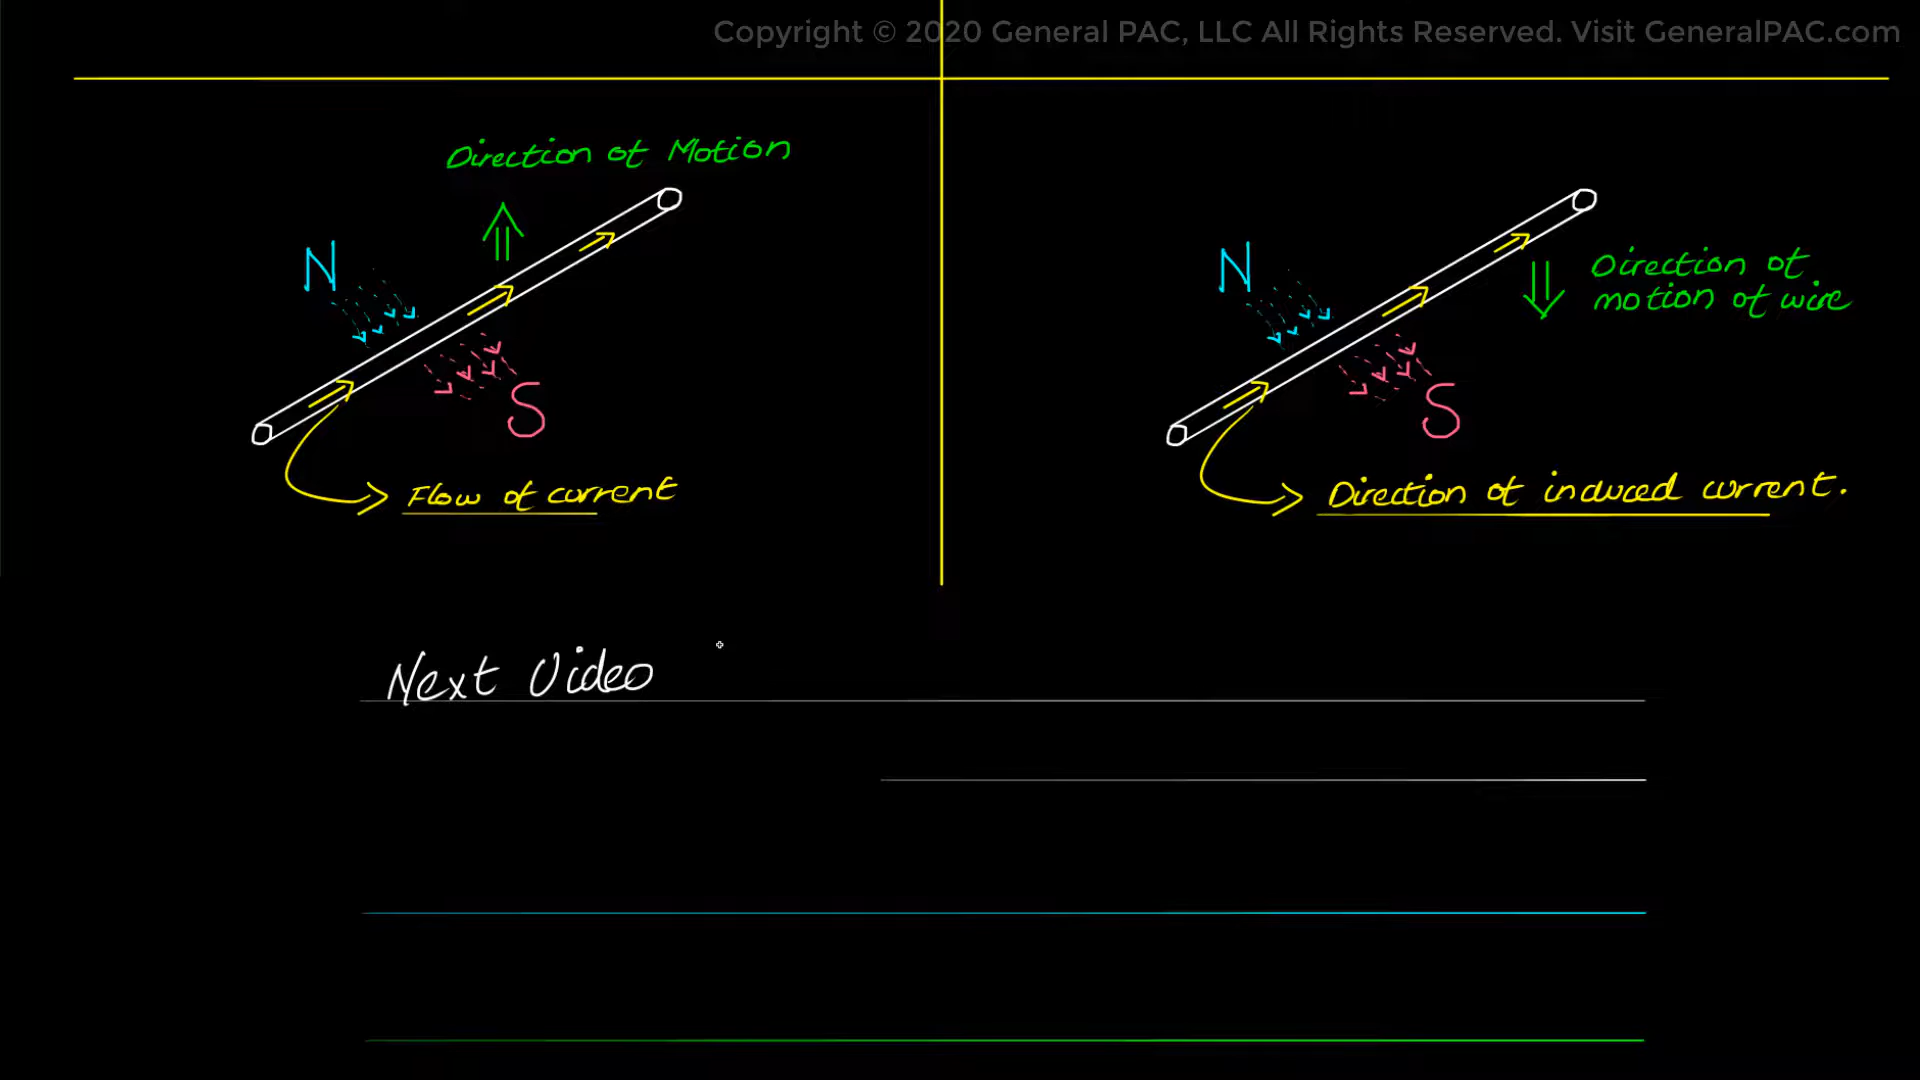 Copyright © 2020 General PAC, LLC All Rights Reserved. Visit GeneralPAC.com
Direction of Motion
N
S
Flow of current
N
Direction of
motion of wire
S
Direction of induced current.
Next Video